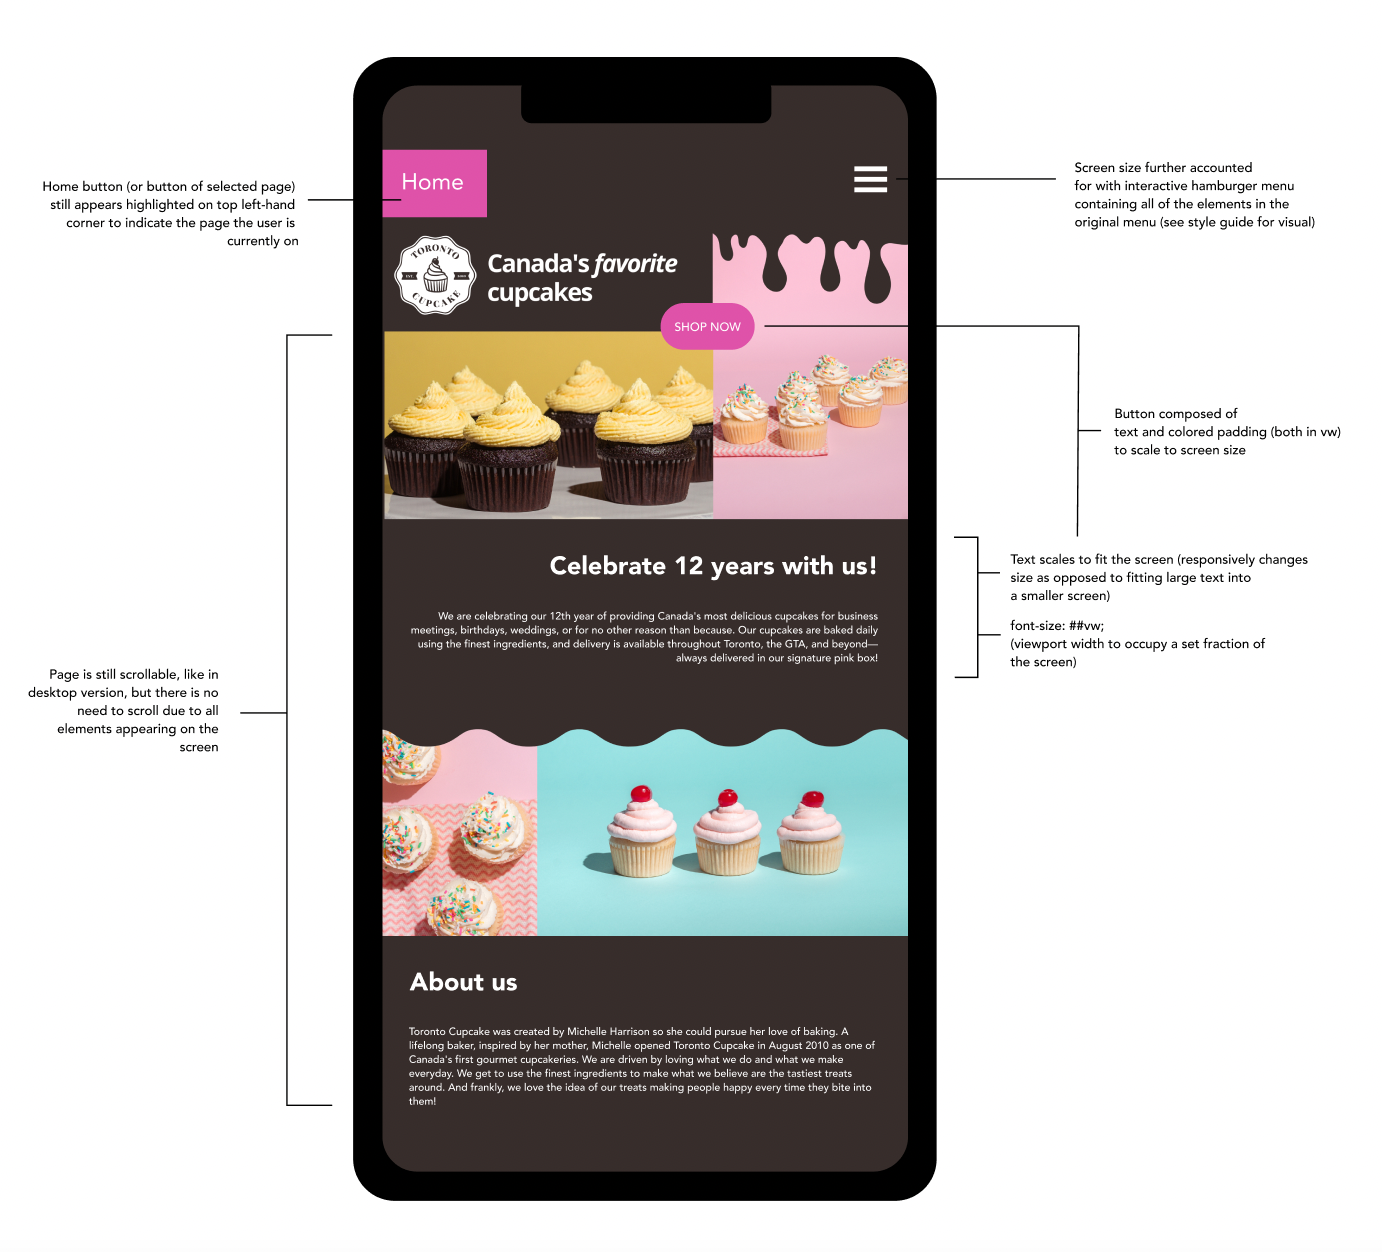 Home
Home button (or button of selected page)
still appears highlighted on top left-hand
corner to indicate the page the user is
currently on
Screen size further accounted
for with interactive hamburger menu
containing all of the elements in the
original menu (see style guide for visual)
TORONTO
EST.
CUPCAKE
Canada's favorite
cupcakes
SHOP NOW
Button composed of
text and colored padding (both in vw)
to scale to screen size
Celebrate 12 years with us!
We are celebrating our 12th year of providing Canada's most delicious cupcakes for business
meetings, birthdays, weddings, or for no other reason than because. Our cupcakes are baked daily
using the finest ingredients, and delivery is available throughout Toronto, the GTA, and beyond—
always delivered in our signature pink box!
Text scales to fit the screen (responsively changes
size as opposed to fitting large text into
a smaller screen)
font-size: ##vw;
(viewport width to occupy a set fraction of
the screen)
Page is still scrollable, like in
desktop version, but there is no
need to scroll due to all
elements appearing on the
screen
About us
Toronto Cupcake was created by Michelle Harrison so she could pursue her love of baking. A
lifelong baker, inspired by her mother, Michelle opened Toronto Cupcake in August 2010 as one of
Canada's first gourmet cupcakeries. We are driven by loving what we do and what we make
everyday. We get to use the finest ingredients to make what we believe are the tastiest treats
around. And frankly, we love the idea of our treats making people happy every time they bite into
them!